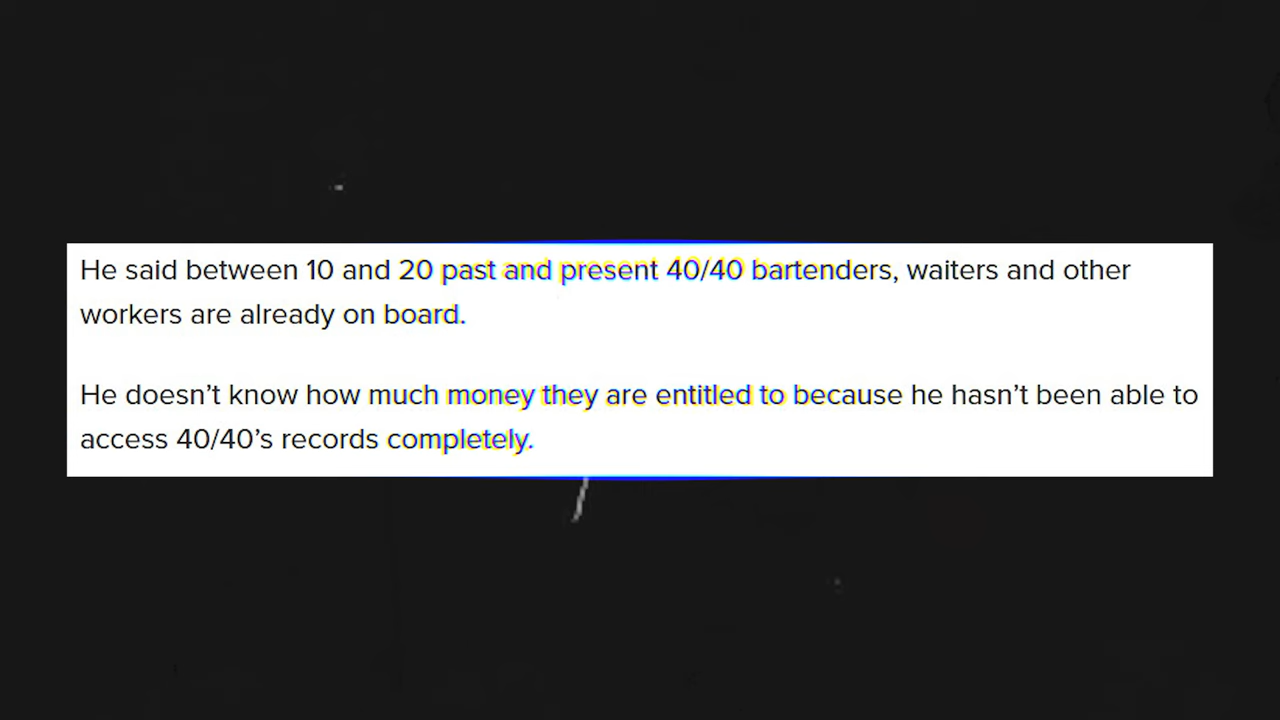 He said between 10 and 20 past and present 40/40 bartenders, waiters and other
workers are already on board.
He doesn’t know how much money they are entitled to because he hasn’t been able to
access 40/40’s records completely.